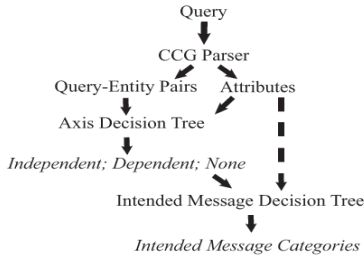 Query
CCG Parser
Query-Entity Pairs Attributes
Axis Decision Tree
Independent; Dependent; None
Intended Message Decision Tree
Intended Message Categories